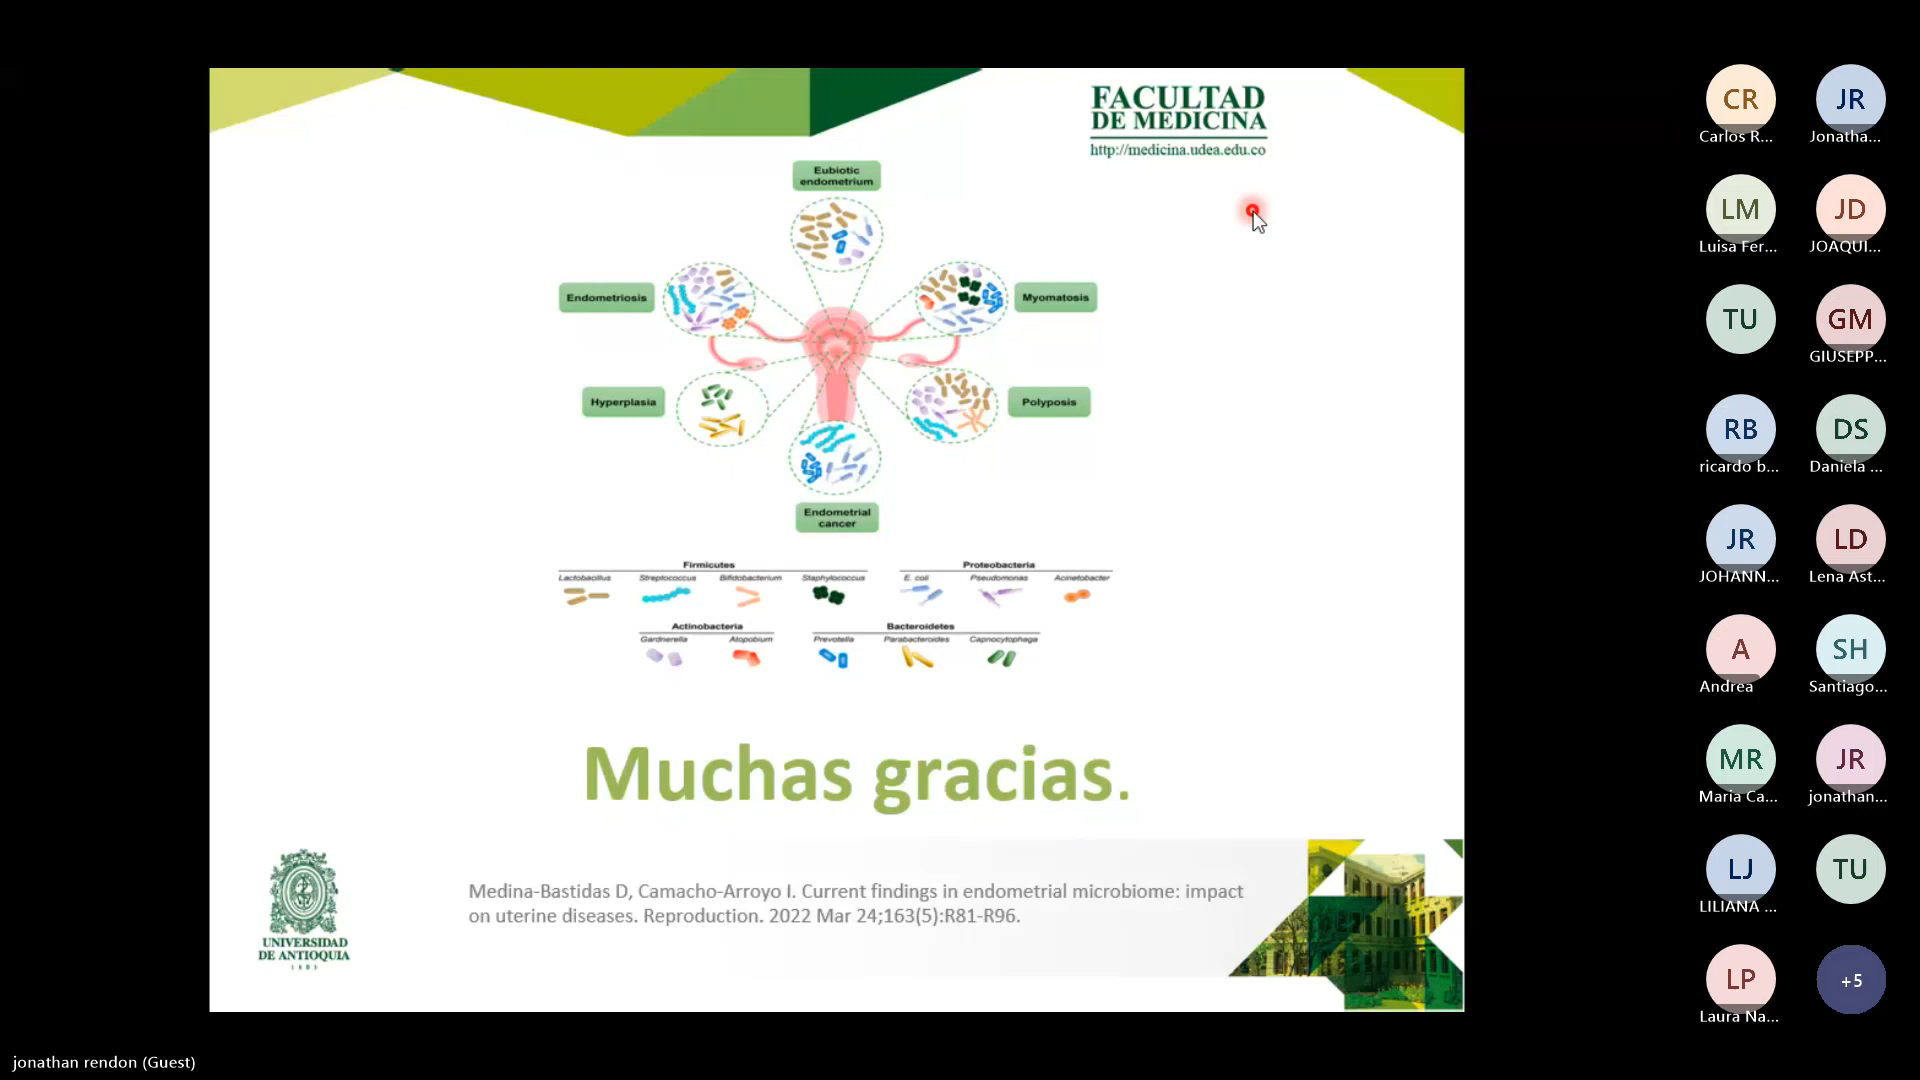 FACULTAD
DE MEDICINA
http://medicina.udea.edu.co
Eubiotic
endometrium
Endometriosis
Myomatosis
Hyperplasia
Polyposis
Endometrial
cancer
Firmicutes
Lactobacillus Streptococcus Bifidobacterium Staphylococcus
Proteobacteria
E. coli Pseudomonas Acinetobacter
Actinobacteria
Gardnerella Atopobium
Bacteroidetes
Prevotella Parabacteroides Capnocytophaga
Muchas gracias.
UNIVERSIDAD
DE ANTIOQUIA
1803
Medina-Bastidas D, Camacho-Arroyo I. Current findings in endometrial microbiome: impact
on uterine diseases. Reproduction. 2022 Mar 24;163(5):R81-R96.
CR
Carlos R...
JR
Jonatha...
LM
Luisa Fer...
JD
JOAQUI...
TU
GM
GIUSEPP...
RB
ricardo b...
DS
Daniela ...
JR
JOHANN...
LD
Lena Ast...
A
Andrea
SH
Santiago...
MR
Maria Ca...
JR
jonathan...
LJ
LILIANA ...
TU
LP
Laura Na...
+5
jonathan rendon (Guest)